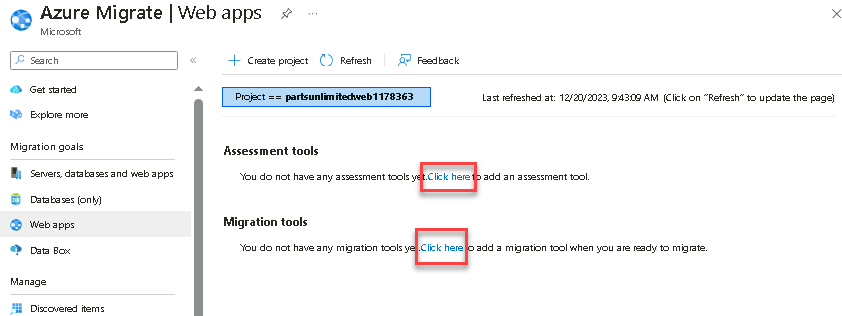 Azure Migrate | Web apps
Microsoft
Search
Create project
Refresh
Feedback
Get started
Explore more
Migration goals
Servers, databases and web apps
Databases (only)
Web apps
Data Box
Manage
Discovered items
Project == partsunlimitedweb1178363
Last refreshed at: 12/20/2023, 9:43:09 AM (Click on "Refresh" to update the page)
Assessment tools
You do not have any assessment tools yet.Click here to add an assessment tool.
Migration tools
You do not have any migration tools yet.Click here to add a migration tool when you are ready to migrate.